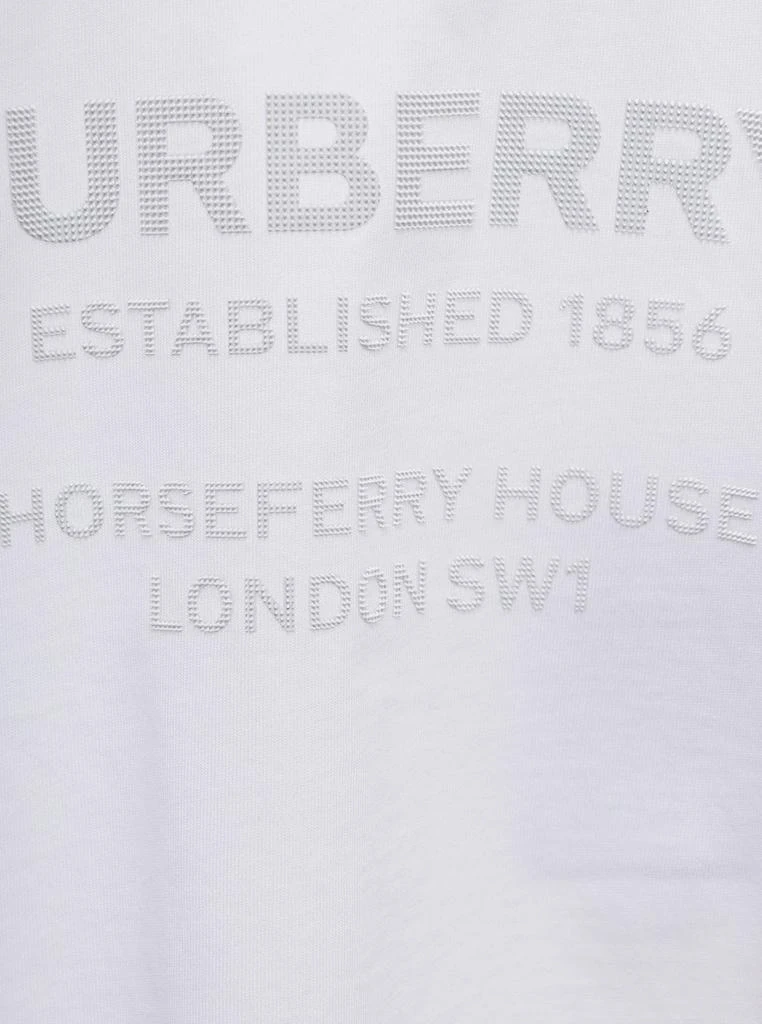 URBERRY
ESTABLISHED 1856
HORSEFERRY HOUSE
LONDON SW1